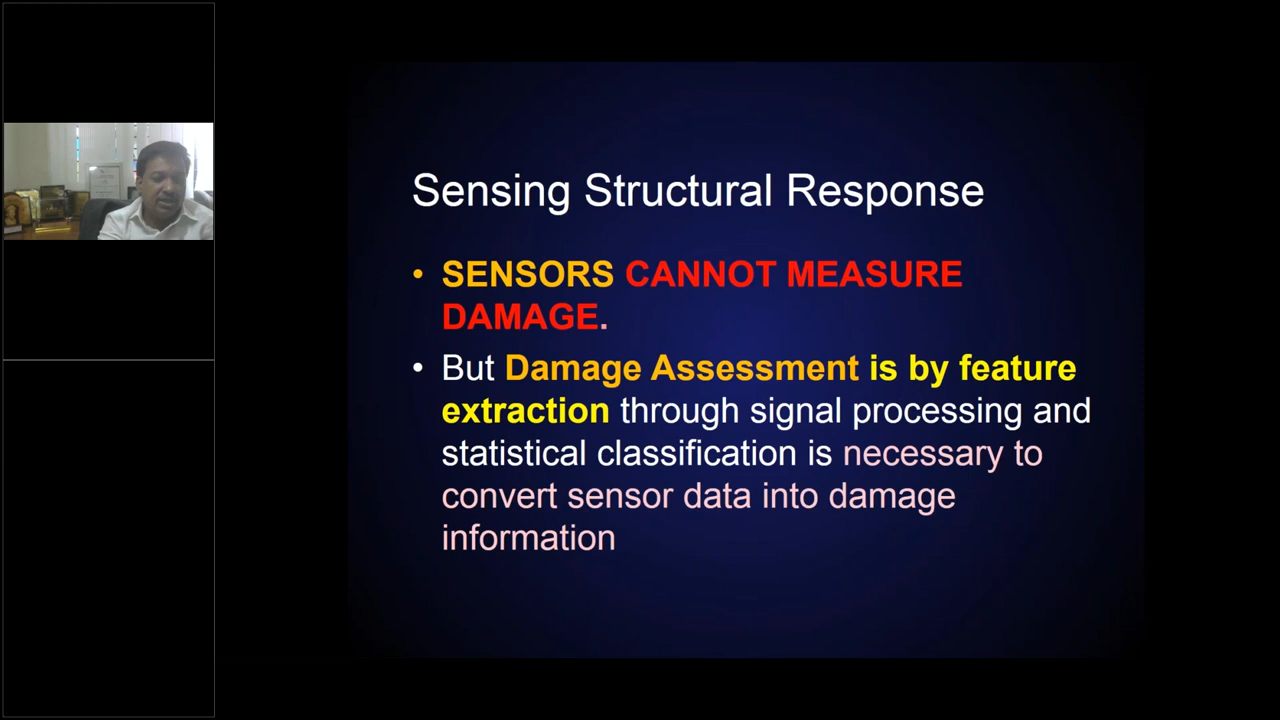 Sensing Structural Response
• SENSORS CANNOT MEASURE
DAMAGE.
• But Damage Assessment is by feature
extraction through signal processing and
statistical classification is necessary to
convert sensor data into damage
information